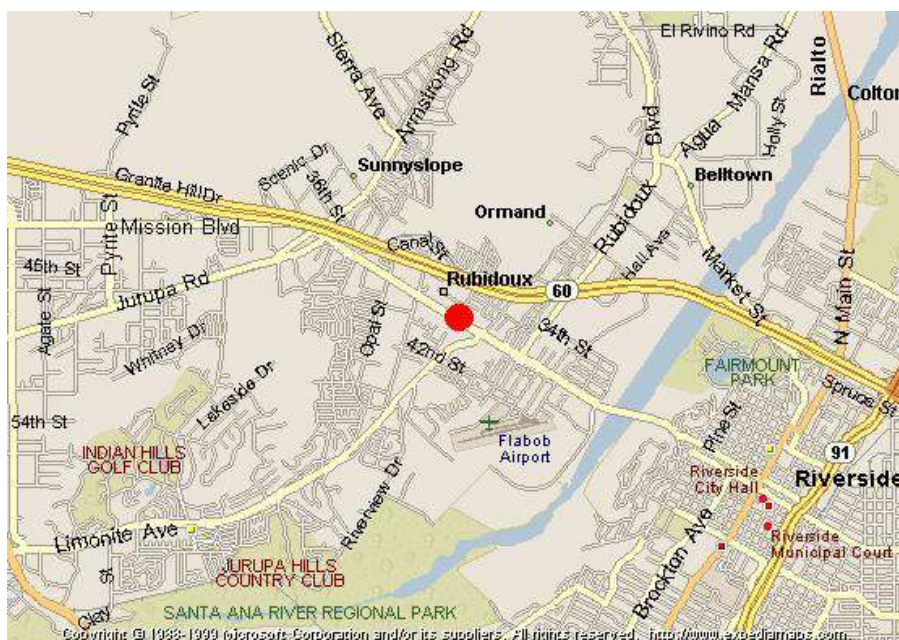 El Rivino Rd
Sierra Ave
Armstrong Rd
Pyrite St
Blvd
Agua Mansa Rd
Holly St
Rialto
Colton
Scenic Dr
Sunnyslope
Granite Hill Dr
36th St
Belltown
Ormand
Rubidoux
Hall Ave
Mission Blvd
Pyrite St
Canal St
Market St
N Main St
45th St
Jurupa Rd
Rubidoux
60
Agate St
Opal St
34th St
Whitney Dr
42nd St
FAIRMOUNT
PARK
Spruce St
Lakeside Dr
54th St
Pine St
INDIAN HILLS
GOLF CLUB
Flabob
Airport
91
Riverside
City Hall
Riverside
Riverview Dr
Limonite Ave
Brockton Ave
Riverside
Municipal Court
JURUPA HILLS
COUNTRY CLUB
Clay St
SANTA ANA RIVER REGIONAL PARK
Copyright © 1988-1999 Microsoft Corporation and/or its suppliers. All rights reserved. http://www.expediamaps.com